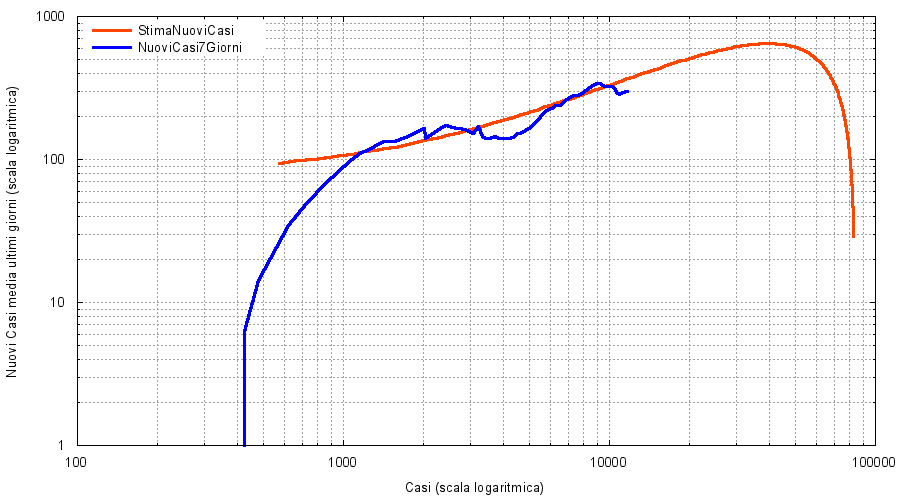 1000
StimaNuoviCasi
NuoviCasi7Giorni
100
10
1
Nuovi Casi media ultimi giorni (scala logaritmica)
100 1000 10000 100000
Casi (scala logaritmica)